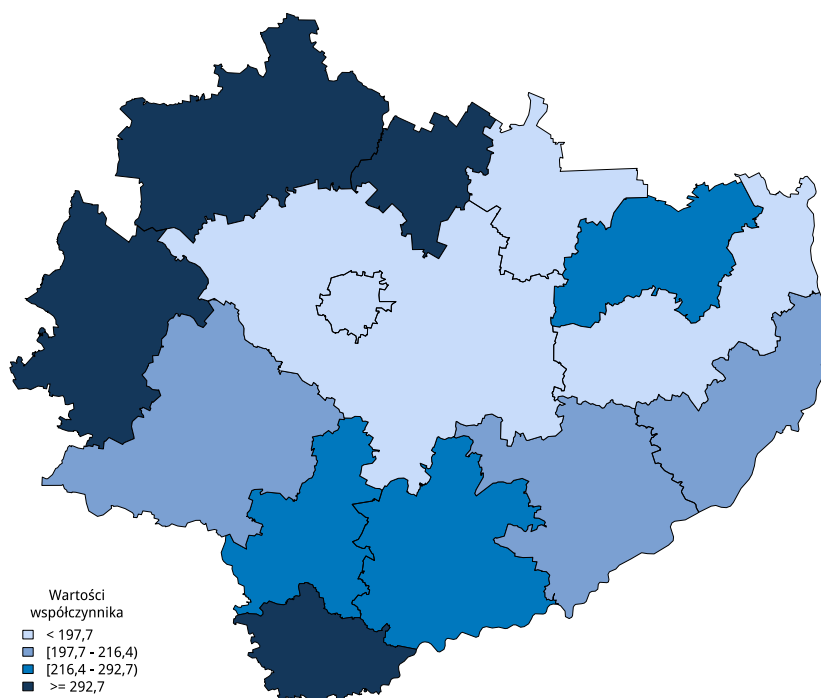 Wartości
współczynnika
< 197,7
[197,7 - 216,4)
[216,4 - 292,7)
>= 292,7